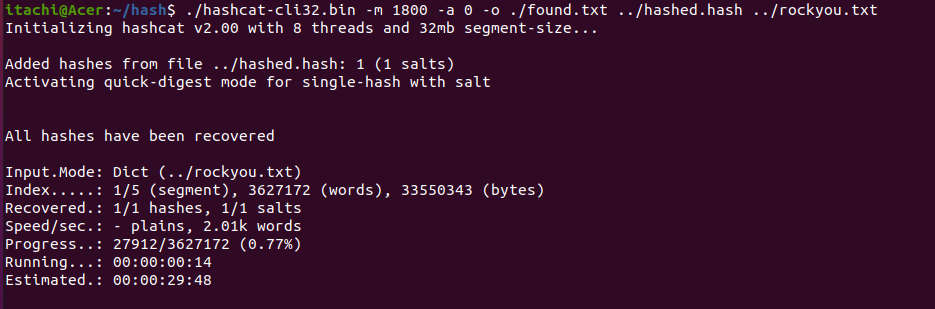 itachi@Acer:~/hash$ ./hashcat-cli32.bin -m 1800 -a 0 -o ./found.txt ../hashed.hash ../rockyou.txt
Initializing hashcat v2.00 with 8 threads and 32mb segment-size...
Added hashes from file ../hashed.hash: 1 (1 salts)
Activating quick-digest mode for single-hash with salt
All hashes have been recovered
Input.Mode: Dict (../rockyou.txt)
Index.....: 1/5 (segment), 3627172 (words), 33550343 (bytes)
Recovered.: 1/1 hashes, 1/1 salts
Speed/sec.: - plains, 2.01k words
Progress..: 27912/3627172 (0.77%)
Running...: 00:00:00:14
Estimated.: 00:00:29:48